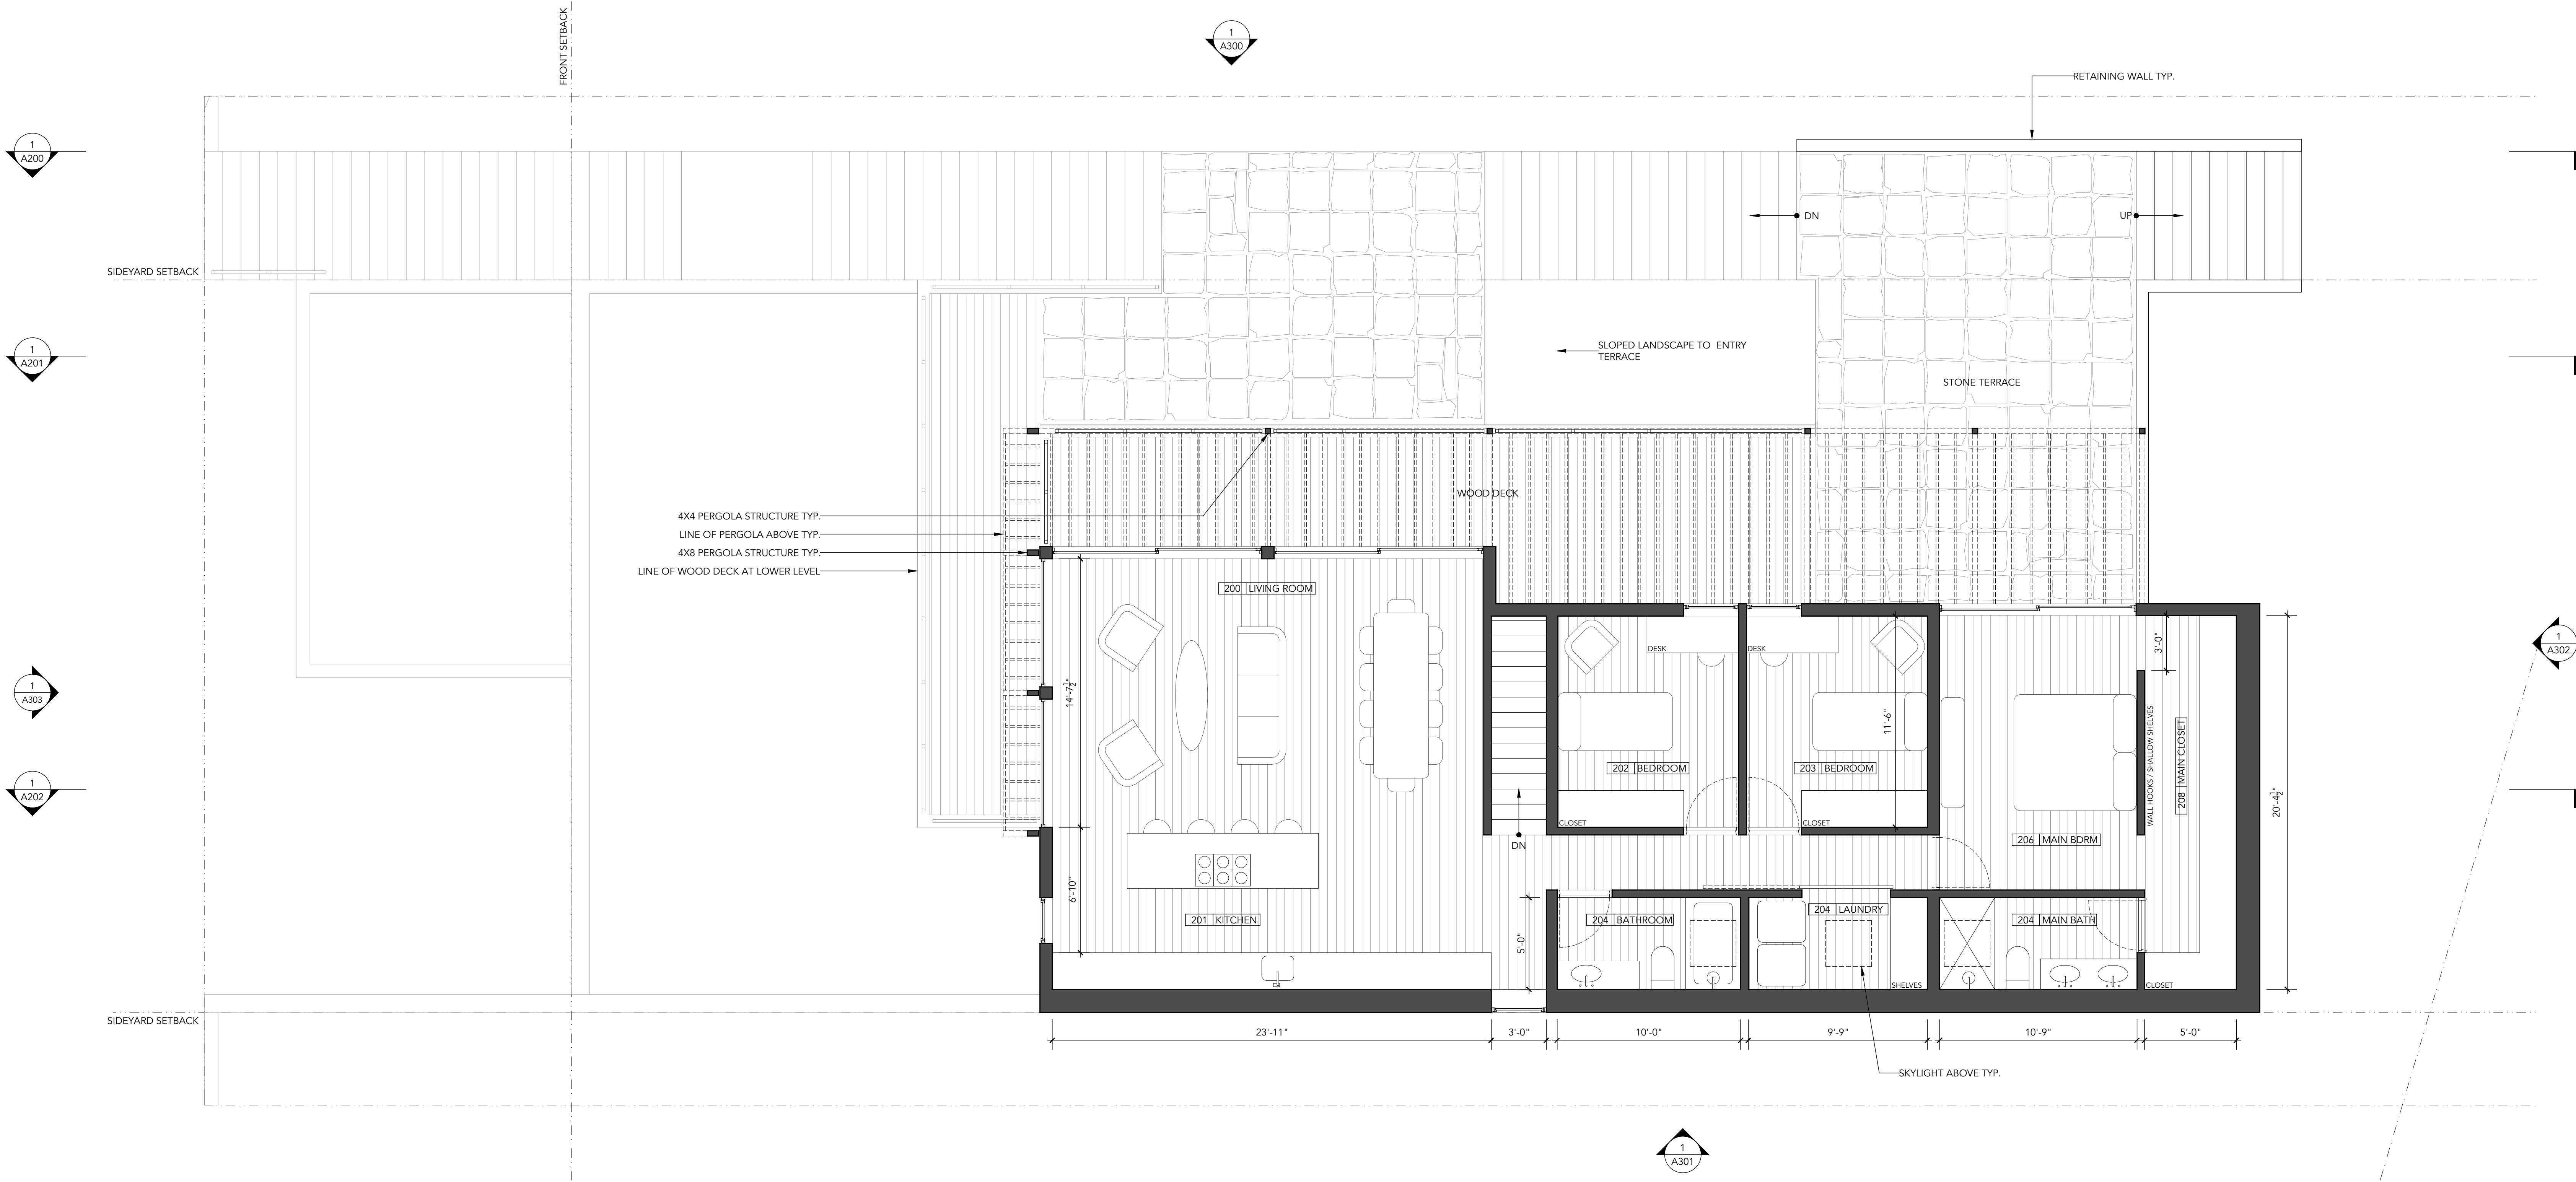 FRONT SETBACK
1
A300
RETAINING WALL TYP.
1
A200
DN
UP
SIDEYARD SETBACK
1
A201
SLOPED LANDSCAPE TO ENTRY
TERRACE
STONE TERRACE
WOOD DECK
4X4 PERGOLA STRUCTURE TYP.
LINE OF PERGOLA ABOVE TYP.
4X8 PERGOLA STRUCTURE TYP.
LINE OF WOOD DECK AT LOWER LEVEL
200 LIVING ROOM
1
A302
3'-0"
DESK
DESK
1
A303
14'-7 1/2"
11'-6"
WALL HOOKS / SHALLOW SHELVES
208 MAIN CLOSET
202 BEDROOM
203 BEDROOM
1
A202
20'-4 1/2"
CLOSET
CLOSET
DN
206 MAIN BDRM
6'-10"
201 KITCHEN
5'-0"
204 BATHROOM
204 LAUNDRY
204 MAIN BATH
SHELVES
CLOSET
SIDEYARD SETBACK
23'-11"
3'-0"
10'-0"
9'-9"
10'-9"
5'-0"
SKYLIGHT ABOVE TYP.
1
A301